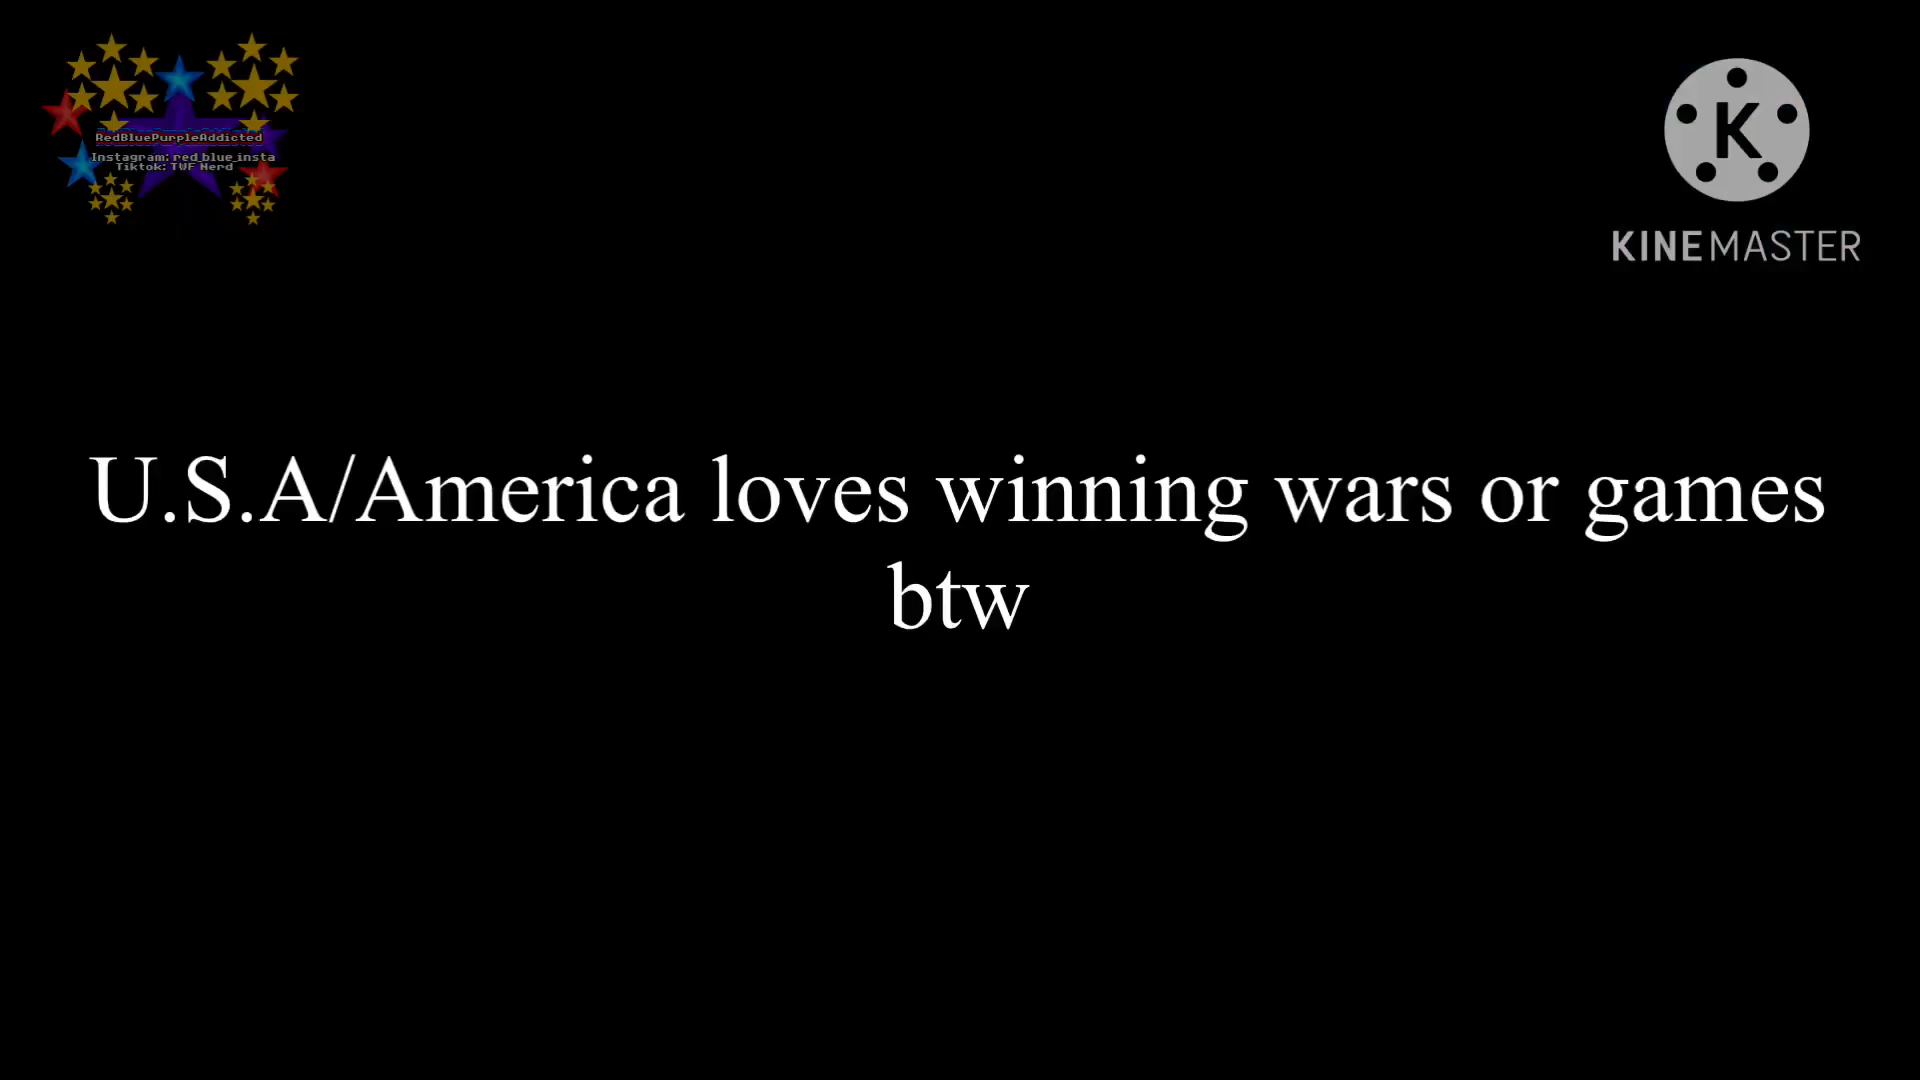 RedBluePurpleAddicted
Instagram: red_blue_insta
Tiktok: TWF Nerd
K
KINEMASTER
U.S.A/America loves winning wars or games
btw